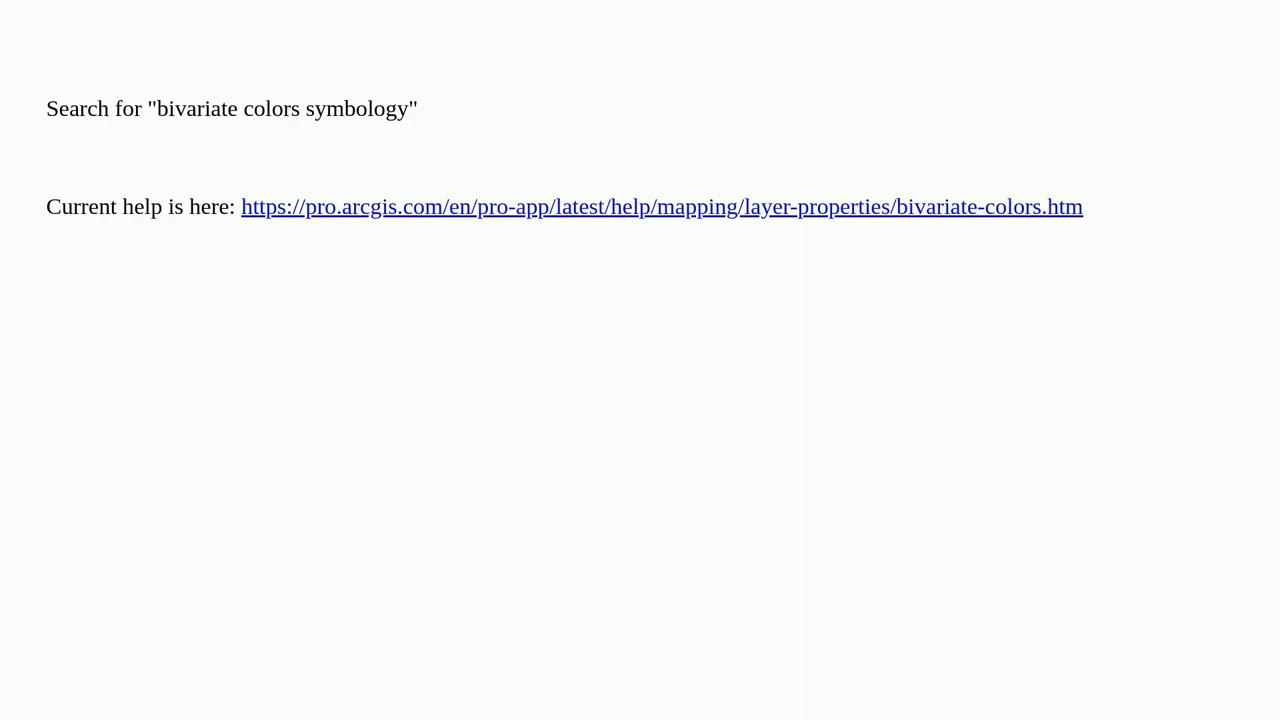 Search for "bivariate colors symbology"
Current help is here: https://pro.arcgis.com/en/pro-app/latest/help/mapping/layer-properties/bivariate-colors.htm